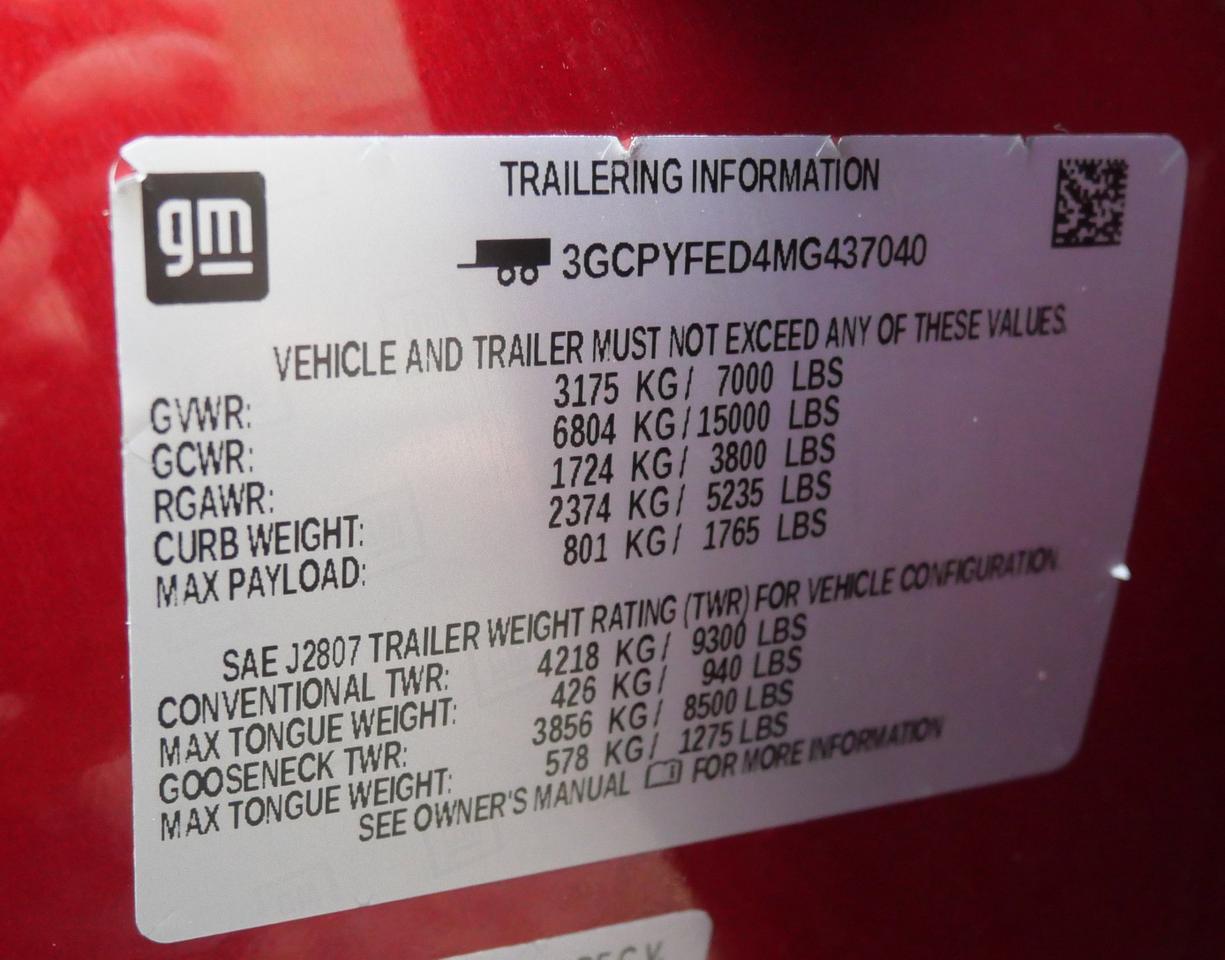 gm
TRAILERING INFORMATION
3GCPYFED4MG437040
VEHICLE AND TRAILER MUST NOT EXCEED ANY OF THESE VALUES.
GVWR: 3175 KG / 7000 LBS
GCWR: 6804 KG / 15000 LBS
RGAWR: 1724 KG / 3800 LBS
CURB WEIGHT: 2374 KG / 5235 LBS
MAX PAYLOAD: 801 KG / 1765 LBS
SAE J2807 TRAILER WEIGHT RATING (TWR) FOR VEHICLE CONFIGURATION.
CONVENTIONAL TWR: 4218 KG / 9300 LBS
MAX TONGUE WEIGHT: 426 KG / 940 LBS
GOOSENECK TWR: 3856 KG / 8500 LBS
MAX TONGUE WEIGHT: 578 KG / 1275 LBS
SEE OWNER'S MANUAL FOR MORE INFORMATION